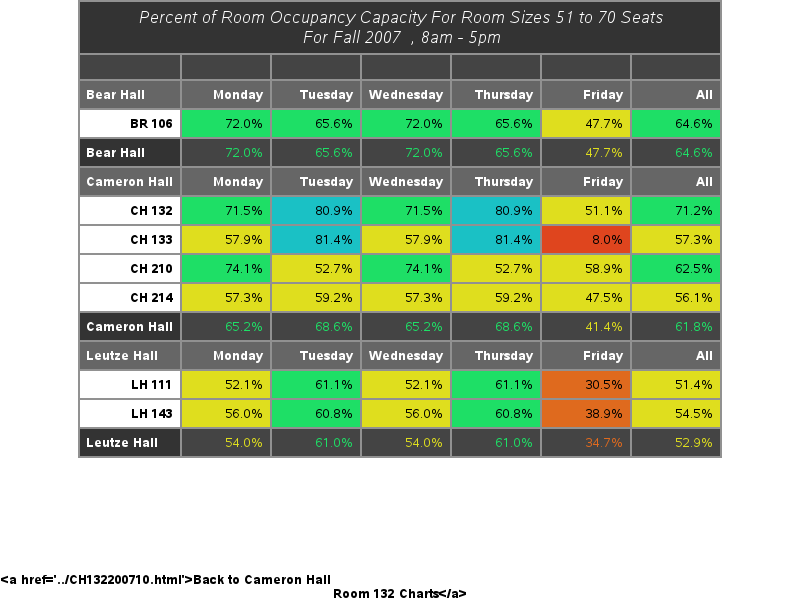 Percent of Room Occupancy Capacity For Room Sizes 51 to 70 Seats
For Fall 2007 , 8am - 5pm
Bear Hall Monday Tuesday Wednesday Thursday Friday All
BR 106 72.0% 65.6% 72.0% 65.6% 47.7% 64.6%
Bear Hall 72.0% 65.6% 72.0% 65.6% 47.7% 64.6%
Cameron Hall Monday Tuesday Wednesday Thursday Friday All
CH 132 71.5% 80.9% 71.5% 80.9% 51.1% 71.2%
CH 133 57.9% 81.4% 57.9% 81.4% 8.0% 57.3%
CH 210 74.1% 52.7% 74.1% 52.7% 58.9% 62.5%
CH 214 57.3% 59.2% 57.3% 59.2% 47.5% 56.1%
Cameron Hall 65.2% 68.6% 65.2% 68.6% 41.4% 61.8%
Leutze Hall Monday Tuesday Wednesday Thursday Friday All
LH 111 52.1% 61.1% 52.1% 61.1% 30.5% 51.4%
LH 143 56.0% 60.8% 56.0% 60.8% 38.9% 54.5%
Leutze Hall 54.0% 61.0% 54.0% 61.0% 34.7% 52.9%
<a href='../CH132200710.html'>Back to Cameron Hall
Room 132 Charts</a>